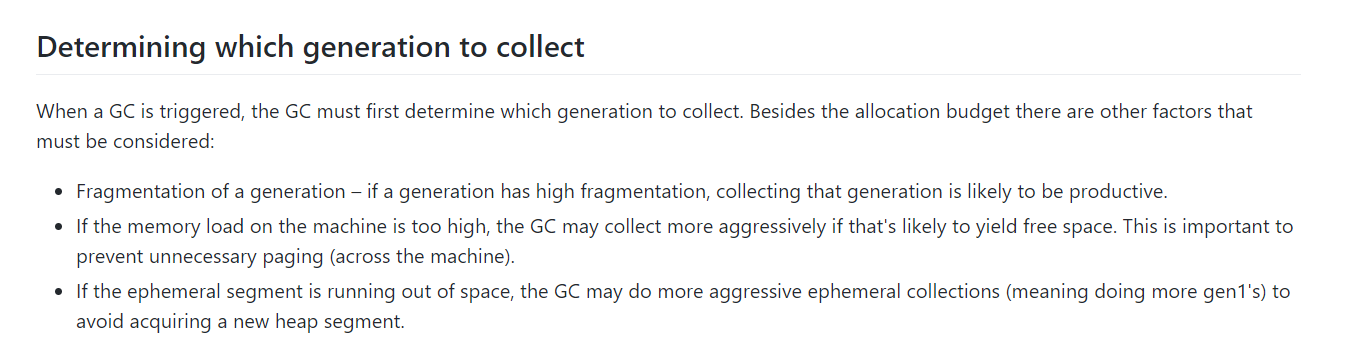 Determining which generation to collect
When a GC is triggered, the GC must first determine which generation to collect. Besides the allocation budget there are other factors that
must be considered:
• Fragmentation of a generation – if a generation has high fragmentation, collecting that generation is likely to be productive.
• If the memory load on the machine is too high, the GC may collect more aggressively if that's likely to yield free space. This is important to
prevent unnecessary paging (across the machine).
• If the ephemeral segment is running out of space, the GC may do more aggressive ephemeral collections (meaning doing more gen1's) to
avoid acquiring a new heap segment.